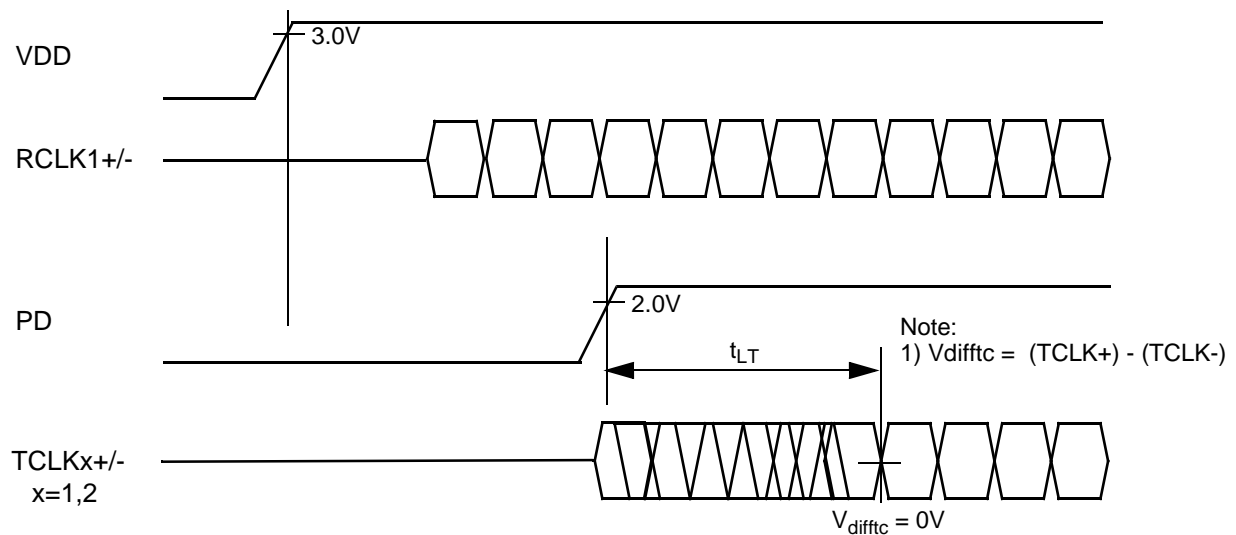 VDD
3.0V
RCLK1+/-
PD
2.0V
Note:
1) Vdifftc = (TCLK+) - (TCLK-)
tLT
TCLKx+/-
x=1,2
Vdifftc = 0V